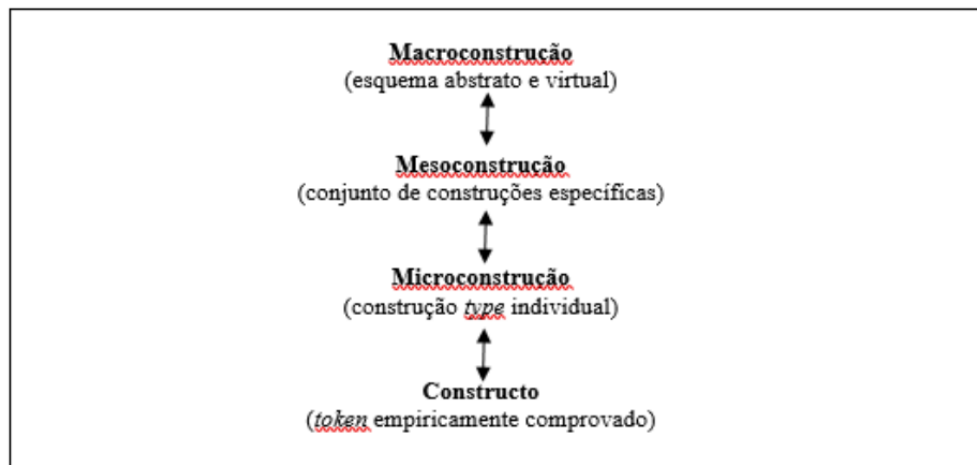 Macroconstrução
(esquema abstrato e virtual)
Mesoconstrução
(conjunto de construções específicas)
Microconstrução
(construção type individual)
Constructo
(token empiricamente comprovado)